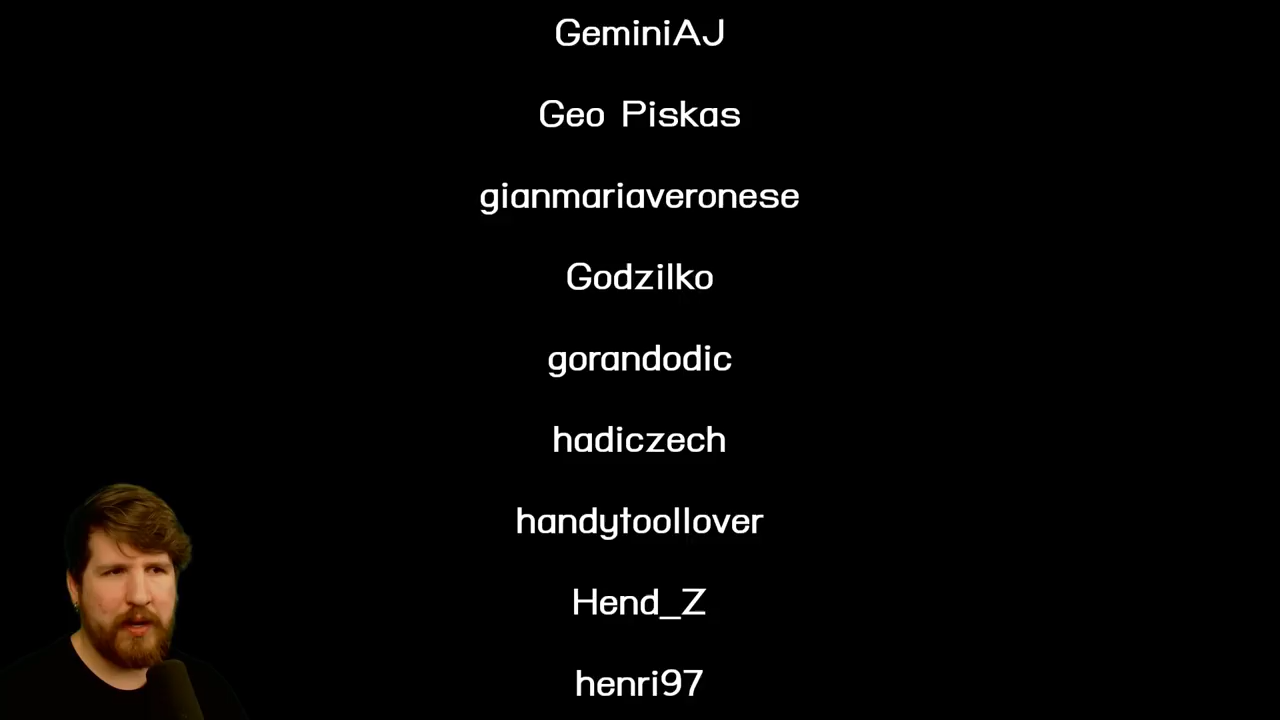 GeminiAJ
Geo Piskas
gianmariaveronese
Godzilko
gorandodic
hadiczech
handytoollover
Hend_Z
henri97